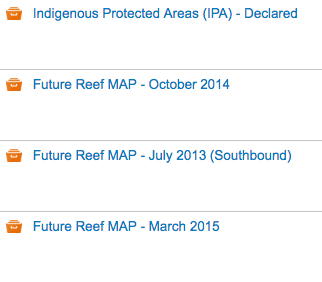 Indigenous Protected Areas (IPA) - Declared
Future Reef MAP - October 2014
Future Reef MAP - July 2013 (Southbound)
Future Reef MAP - March 2015